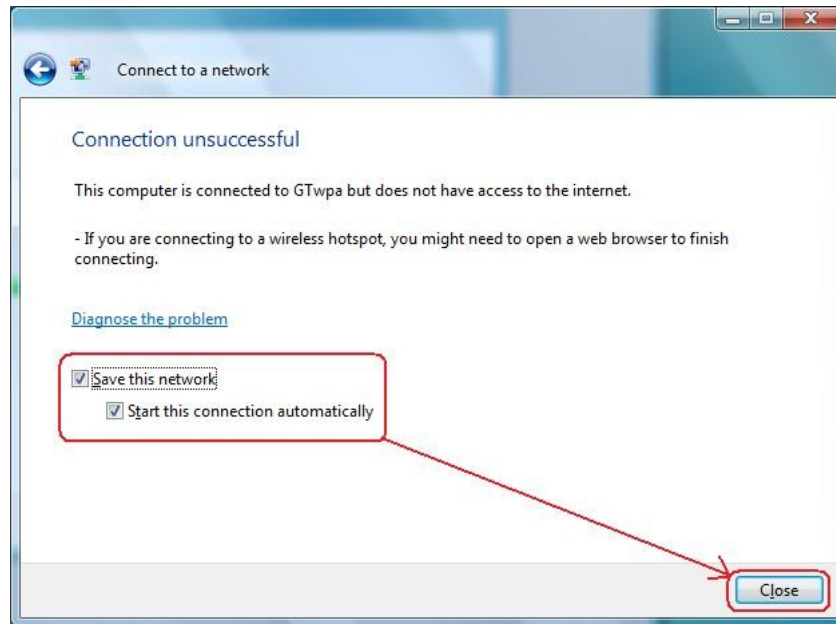 Connect to a network
Connection unsuccessful
This computer is connected to GTwpa but does not have access to the internet.
- If you are connecting to a wireless hotspot, you might need to open a web browser to finish
connecting.
Diagnose the problem
Save this network
Start this connection automatically
Close